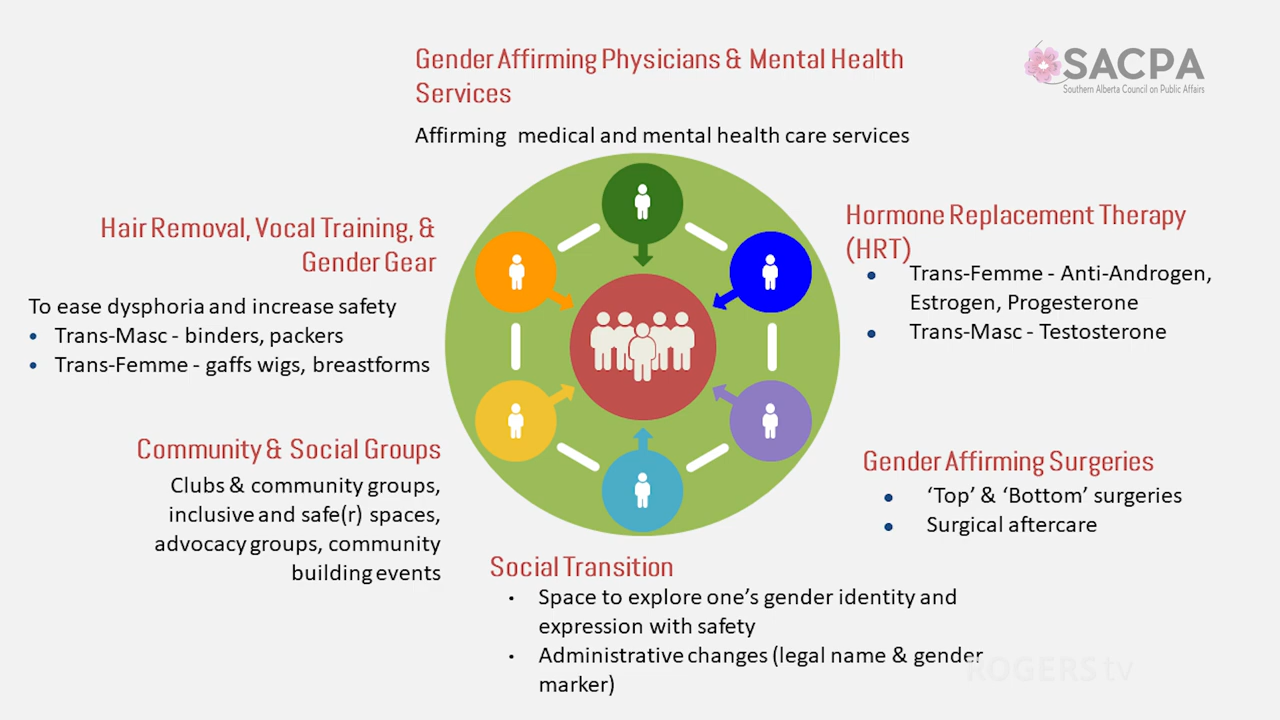 Gender Affirming Physicians & Mental Health
Services
Affirming medical and mental health care services
SACPA
Southern Alberta Council on Public Affairs
Hair Removal, Vocal Training, &
Gender Gear
To ease dysphoria and increase safety
• Trans-Masc - binders, packers
• Trans-Femme - gaffs wigs, breastforms
Hormone Replacement Therapy
(HRT)
• Trans-Femme - Anti-Androgen,
Estrogen, Progesterone
• Trans-Masc - Testosterone
Community & Social Groups
Clubs & community groups,
inclusive and safe(r) spaces,
advocacy groups, community
building events
Gender Affirming Surgeries
• ‘Top’ & ‘Bottom’ surgeries
• Surgical aftercare
Social Transition
• Space to explore one’s gender identity and
expression with safety
• Administrative changes (legal name & gender
marker)
ROGERS tv